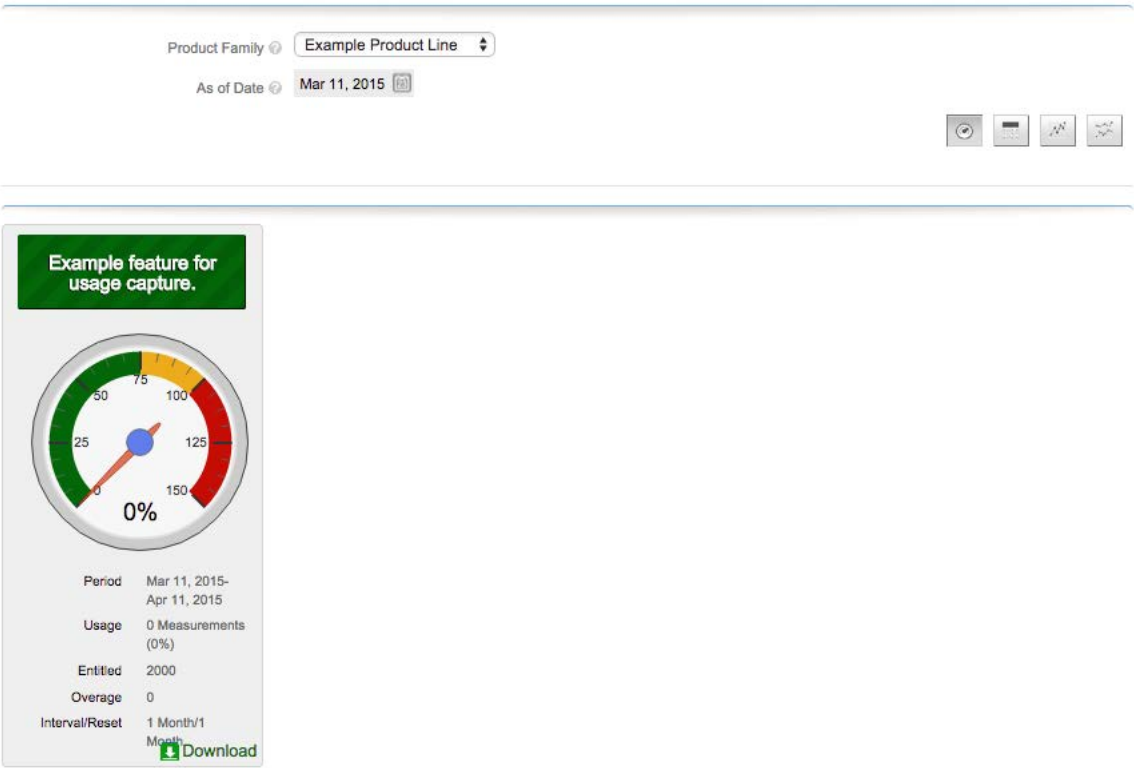 Product Family
Example Product Line
As of Date
Mar 11, 2015
Example feature for
usage capture.
75
50
100
25
125
0
150
0%
Period
Mar 11, 2015-
Apr 11, 2015
Usage
0 Measurements
(0%)
Entitled
2000
Overage
0
Interval/Reset
1 Month/1
Month
Download